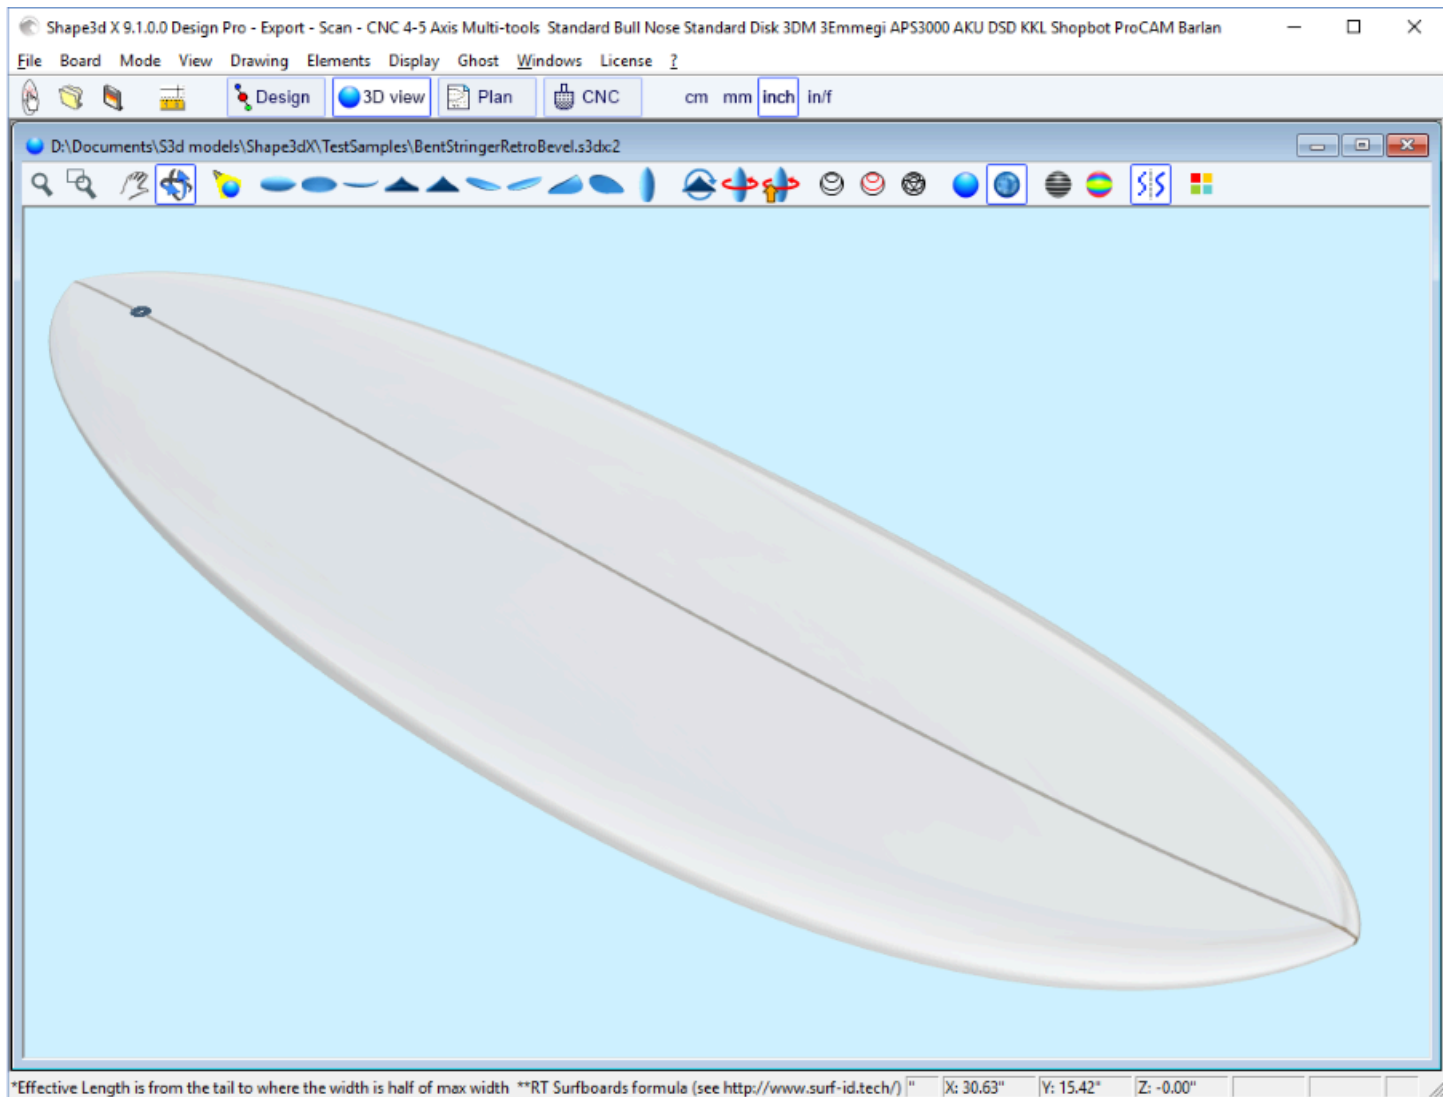 Shape3d X 9.1.0.0 Design Pro - Export - Scan - CNC 4-5 Axis Multi-tools  Standard Bull Nose Standard Disk 3DM 3Emmegi APS3000 AKU DSD KKL Shopbot ProCAM Barlan
File Board Mode View Drawing Elements Display Ghost Windows License ?
Design 3D view Plan CNC cm mm inch in/f
D:\Documents\S3d models\Shape3dX\TestSamples\BentStringerRetroBevel.s3dx:2
*Effective Length is from the tail to where the width is half of max width  **RT Surfboards formula (see http://www.surf-id.tech/) " X: 30.63" Y: 15.42" Z: -0.00"